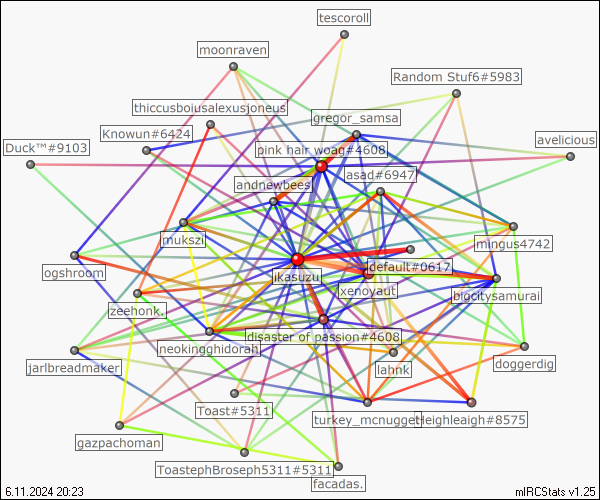 tescoroll
moonraven
Random Stuf6#5983
thiccusboiusalexusjoneus
gregor_samsa
Knowun#6424
avelicious
Duck™#9103
pink hair woag#4608
asad#6947
andnewbees
mukszi
mingus4742
ikasuzu
default#0617
ogshroom
xenoyaut
bigcitysamurai
zeehonk.
disaster of passion#4608
neokingghidorah
jarlbreadmaker
lahnk
doggerdig
Toast#5311
turkey_mcnugget
Heighleaigh#8575
gazpachoman
ToastephBroseph5311#5311
facadas.
6.11.2024 20:23
mIRCStats v1.25